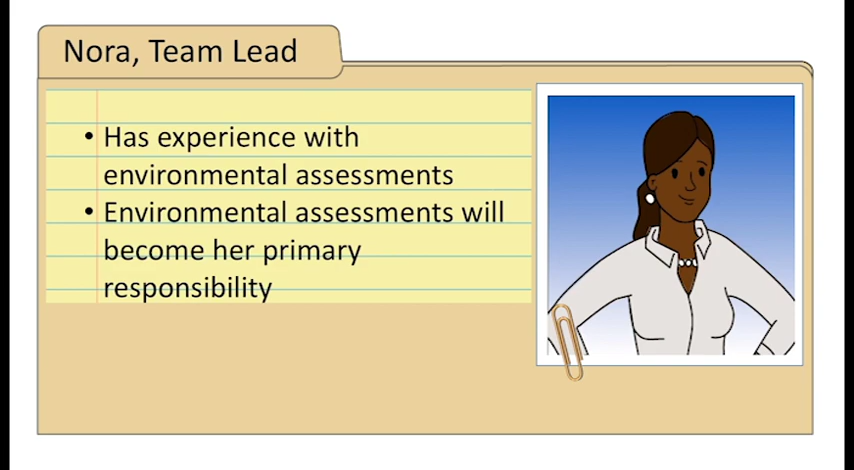 Nora, Team Lead
• Has experience with
environmental assessments
• Environmental assessments will
become her primary
responsibility